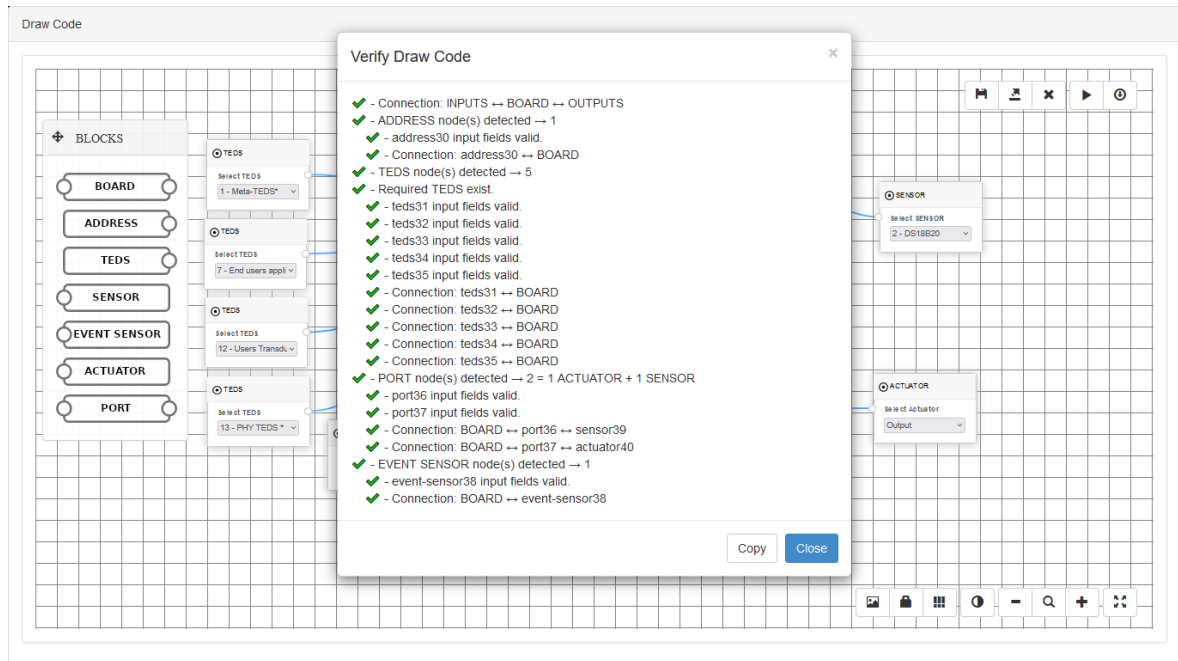 Draw Code
Verify Draw Code
×
✔ - Connection: INPUTS ↔ BOARD ↔ OUTPUTS
✔ - ADDRESS node(s) detected → 1
✔ - address30 input fields valid.
✔ - Connection: address30 ↔ BOARD
✔ - TEDS node(s) detected → 5
✔ - Required TEDS exist.
✔ - teds31 input fields valid.
✔ - teds32 input fields valid.
✔ - teds33 input fields valid.
✔ - teds34 input fields valid.
✔ - teds35 input fields valid.
✔ - Connection: teds31 ↔ BOARD
✔ - Connection: teds32 ↔ BOARD
✔ - Connection: teds33 ↔ BOARD
✔ - Connection: teds34 ↔ BOARD
✔ - Connection: teds35 ↔ BOARD
✔ - PORT node(s) detected → 2 = 1 ACTUATOR + 1 SENSOR
✔ - port36 input fields valid.
✔ - port37 input fields valid.
✔ - Connection: BOARD ↔ port36 ↔ sensor39
✔ - Connection: BOARD ↔ port37 ↔ actuator40
✔ - EVENT SENSOR node(s) detected → 1
✔ - event-sensor38 input fields valid.
✔ - Connection: BOARD ↔ event-sensor38
Copy
Close
BLOCKS
BOARD
ADDRESS
TEDS
SENSOR
EVENT SENSOR
ACTUATOR
PORT
TEDS
Select TEDS
1 - Meta-TEDS*
TEDS
Select TEDS
7 - End users appli
TEDS
Select TEDS
12 - Users Transdu
TEDS
Select TEDS
13 - PHY TEDS *
SENSOR
Select SENSOR
2 - DS18B20
ACTUATOR
Select Actuator
Output